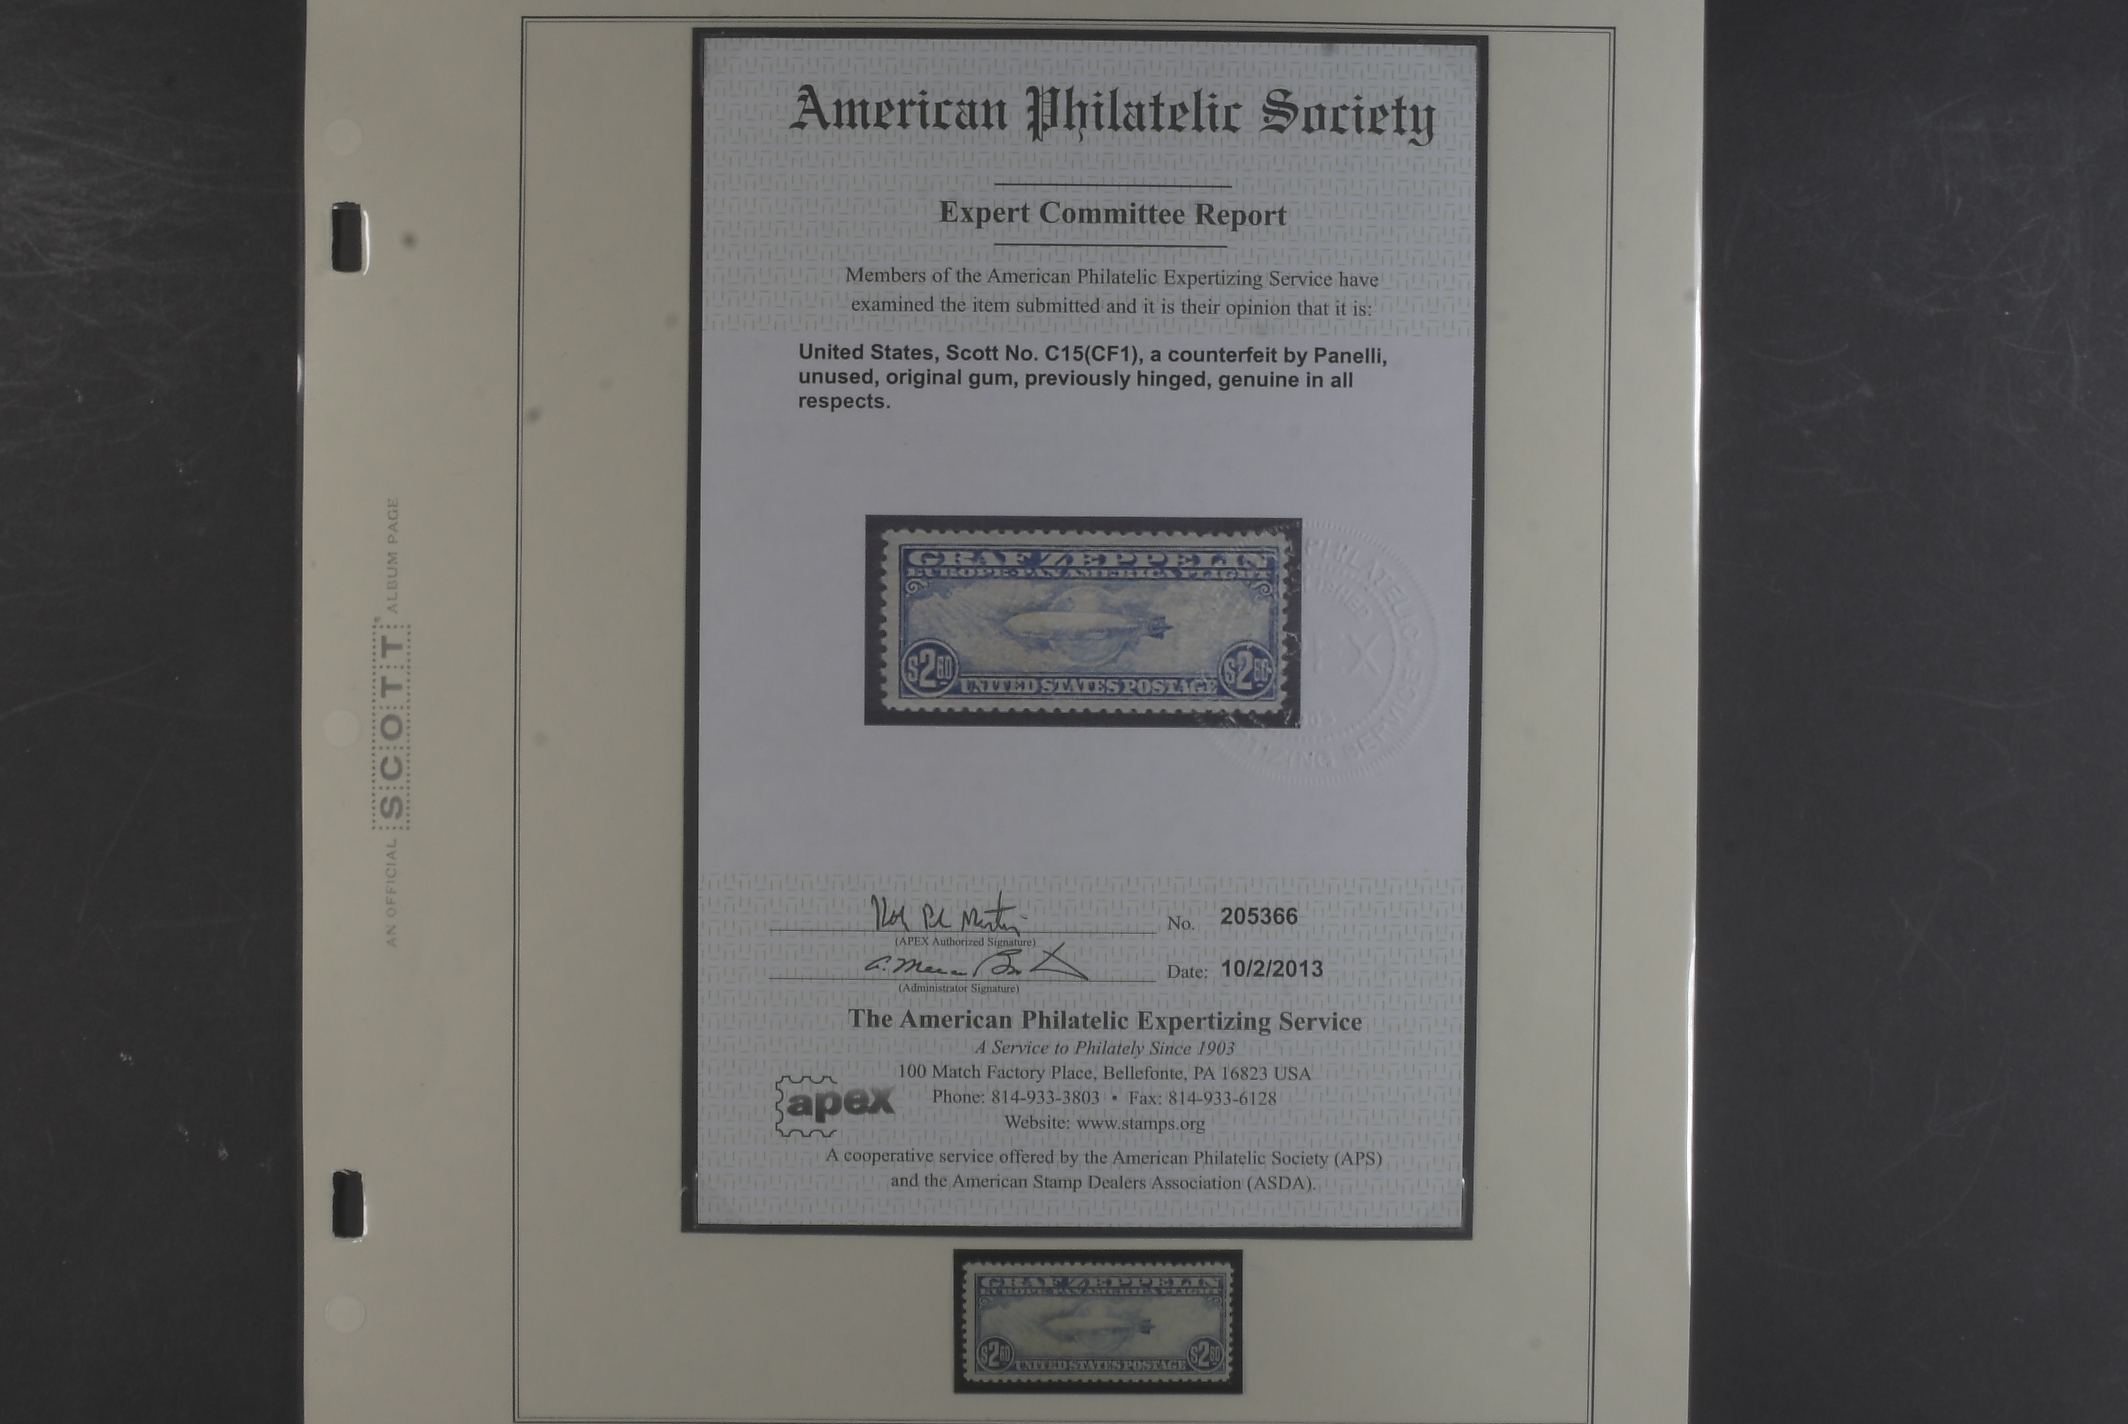 American Philatelic Society
Expert Committee Report
Members of the American Philatelic Expertizing Service have
examined the item submitted and it is their opinion that it is:
United States, Scott No. C15(CF1), a counterfeit by Panelli,
unused, original gum, previously hinged, genuine in all
respects.
GRAF ZEPPELIN
EUROPE-PAN AMERICA FLIGHT
$2.60 $2.60
UNITED STATES POSTAGE
No. 205366
(APEX Authorized Signature)
Date: 10/2/2013
(Administrator Signature)
The American Philatelic Expertizing Service
A Service to Philately Since 1903
100 Match Factory Place, Bellefonte, PA 16823 USA
apex
Phone: 814-933-3803 • Fax: 814-933-6128
Website: www.stamps.org
A cooperative service offered by the American Philatelic Society (APS)
and the American Stamp Dealers Association (ASDA).
GRAF ZEPPELIN
EUROPE-PAN AMERICA FLIGHT
$2.60 $2.60
UNITED STATES POSTAGE
AN OFFICIAL SCOTT ALBUM PAGE